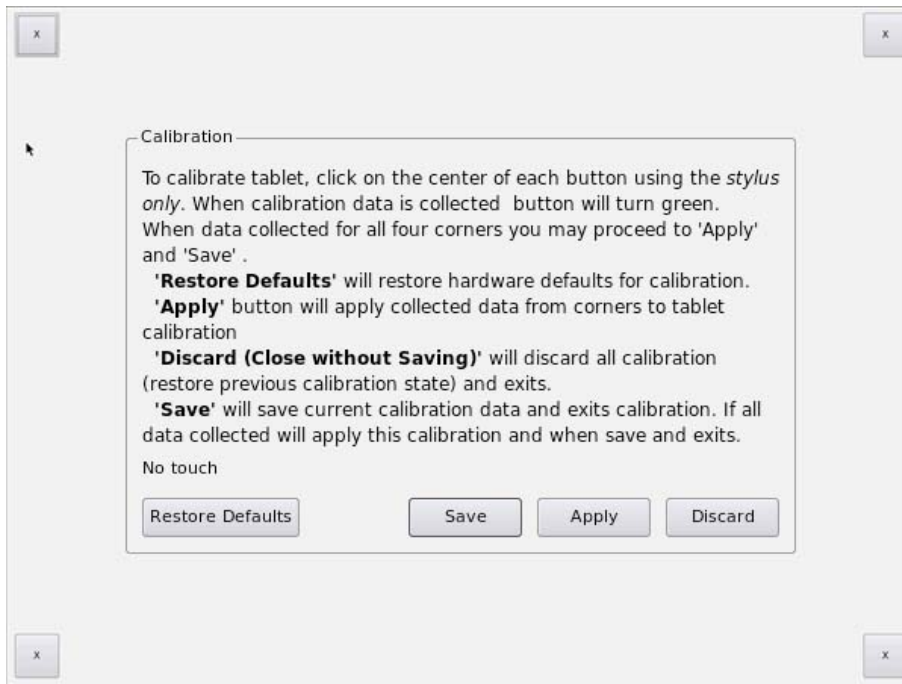 x
x
Calibration
To calibrate tablet, click on the center of each button using the stylus
only. When calibration data is collected  button will turn green.
When data collected for all four corners you may proceed to 'Apply'
and 'Save' .
'Restore Defaults' will restore hardware defaults for calibration.
'Apply' button will apply collected data from corners to tablet
calibration
'Discard (Close without Saving)' will discard all calibration
(restore previous calibration state) and exits.
'Save' will save current calibration data and exits calibration. If all
data collected will apply this calibration and when save and exits.
No touch
Restore Defaults
Save
Apply
Discard
x
x